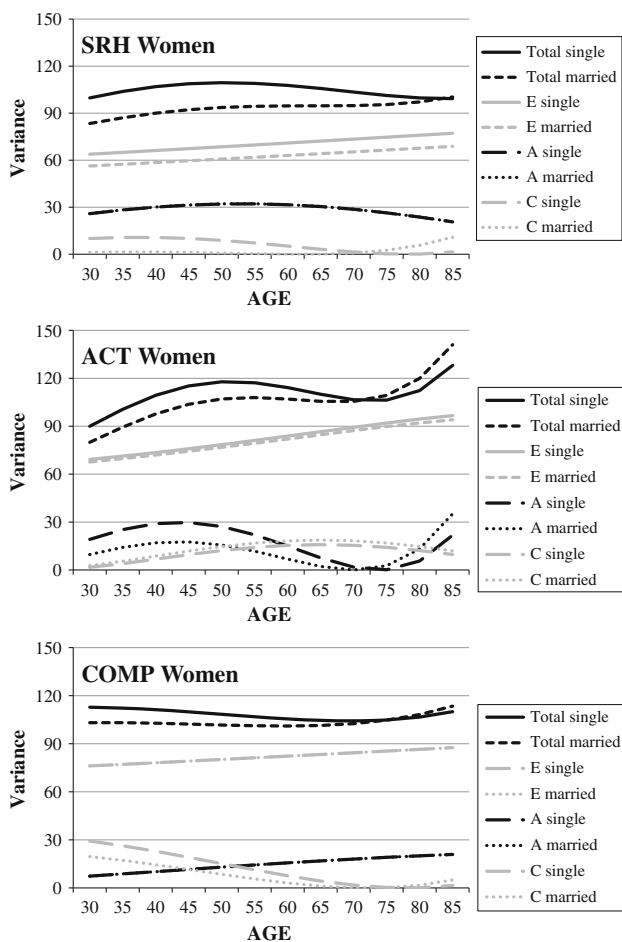 SRH Women
150
120
90
60
30
0
Variance
30 35 40 45 50 55 60 65 70 75 80 85
AGE
Total single
Total married
E single
E married
A single
A married
C single
C married
ACT Women
150
120
90
60
30
0
Variance
30 35 40 45 50 55 60 65 70 75 80 85
AGE
Total single
Total married
E single
E married
A single
A married
C single
C married
COMP Women
150
120
90
60
30
0
Variance
30 35 40 45 50 55 60 65 70 75 80 85
AGE
Total single
Total married
E single
E married
A single
A married
C single
C married